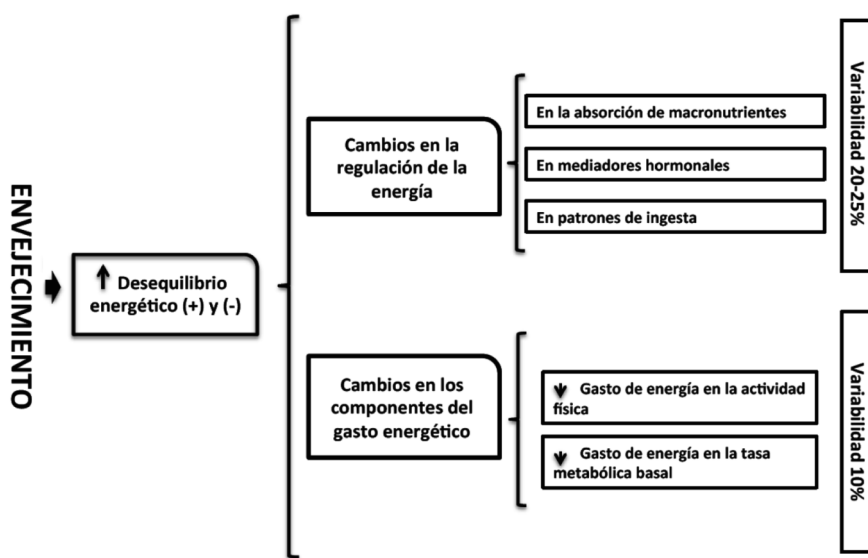 ENVEJECIMIENTO
↑ Desequilibrio
energético (+) y (-)
Cambios en la
regulación de la
energía
En la absorción de macronutrientes
En mediadores hormonales
En patrones de ingesta
Variabilidad 20-25%
Cambios en los
componentes del
gasto energético
↓ Gasto de energía en la actividad
física
↓ Gasto de energía en la tasa
metabólica basal
Variabilidad 10%